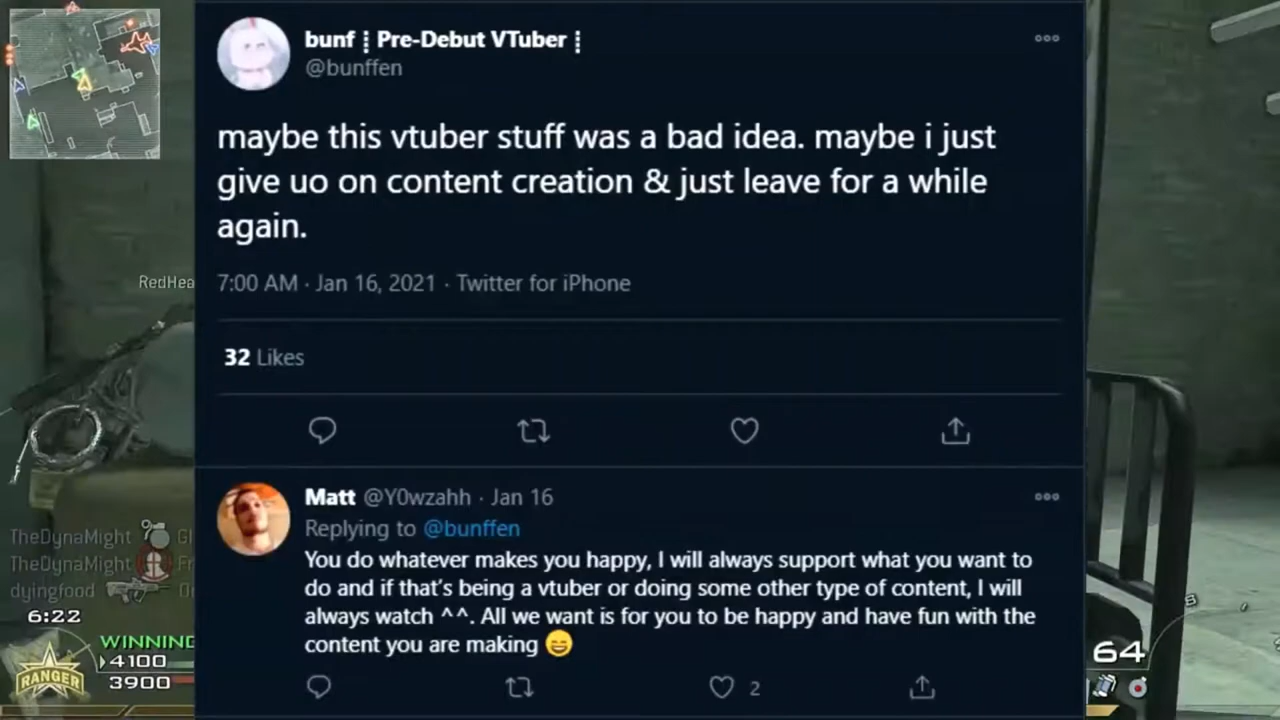 bunf ⋮ Pre-Debut VTuber ⋮
@bunffen
maybe this vtuber stuff was a bad idea. maybe i just
give uo on content creation & just leave for a while
again.
RedHea
7:00 AM · Jan 16, 2021 · Twitter for iPhone
32 Likes
Matt @Y0wzahh · Jan 16
Replying to @bunffen
You do whatever makes you happy, I will always support what you want to
do and if that's being a vtuber or doing some other type of content, I will
always watch ^^. All we want is for you to be happy and have fun with the
content you are making 😄
2
TheDynaMight Gl
TheDynaMight Fr
dyingfood On
6:22
WINNING
4100
3900
RANGER
64